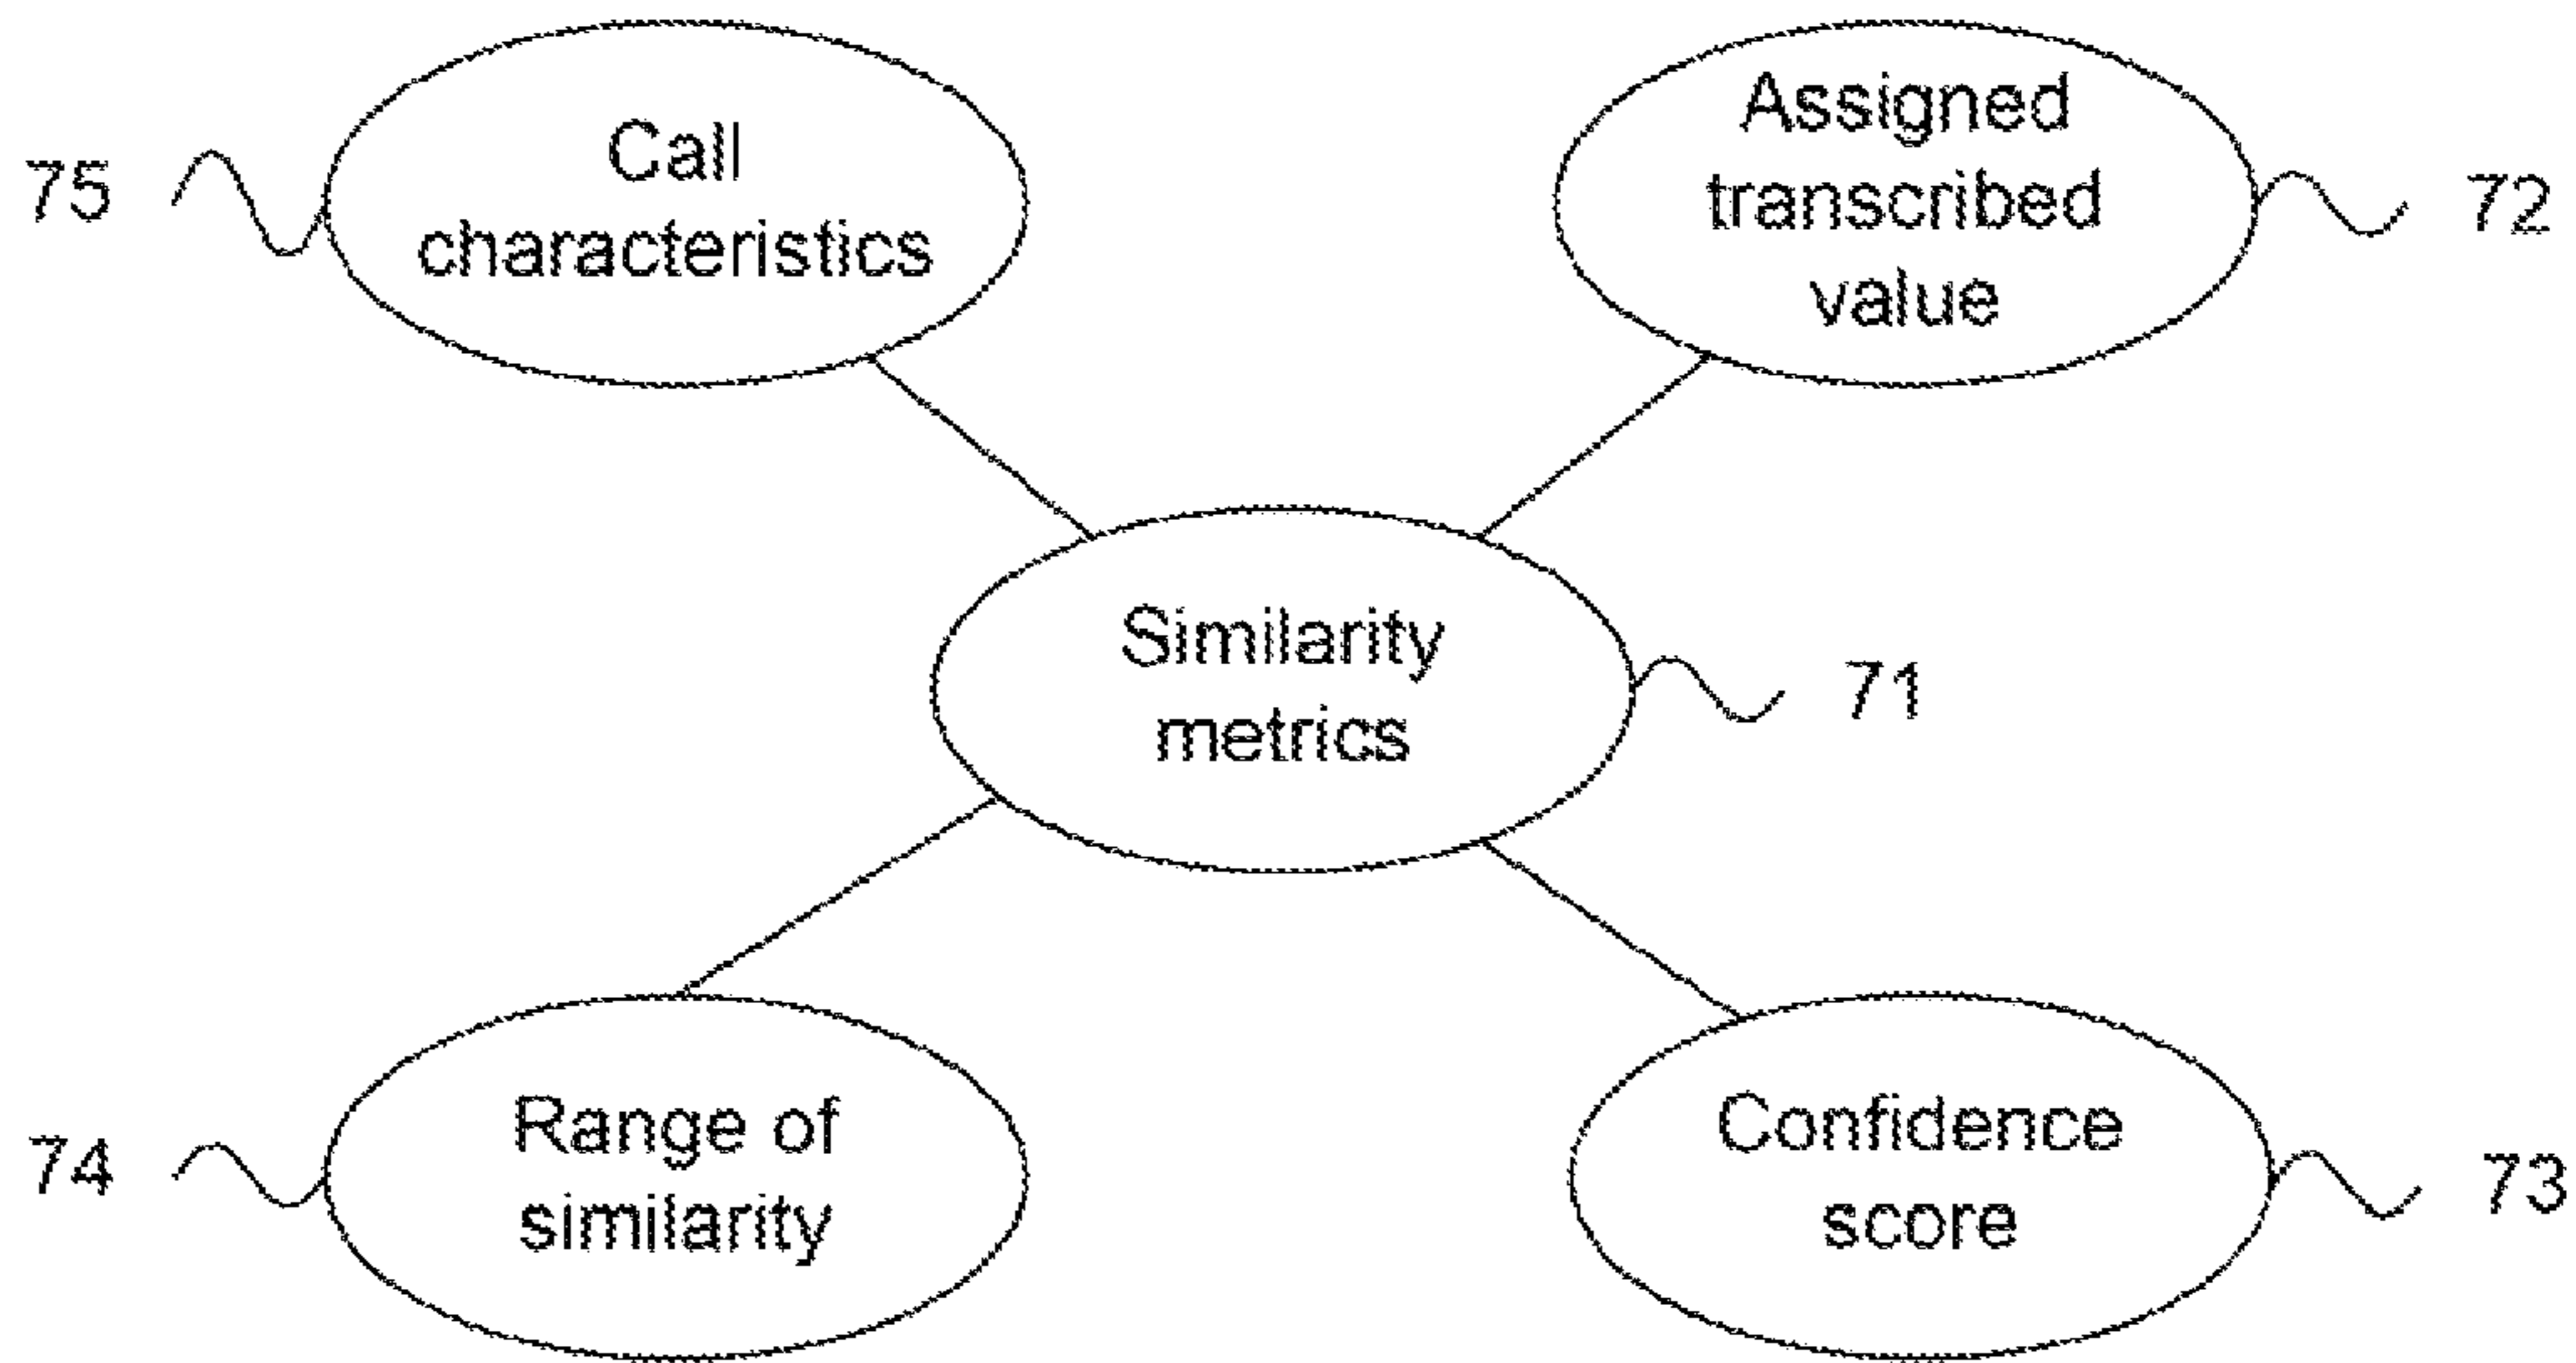 Call
characteristics
75
Assigned
transcribed
value
72
Similarity
metrics
71
Range of
similarity
74
Confidence
score
73